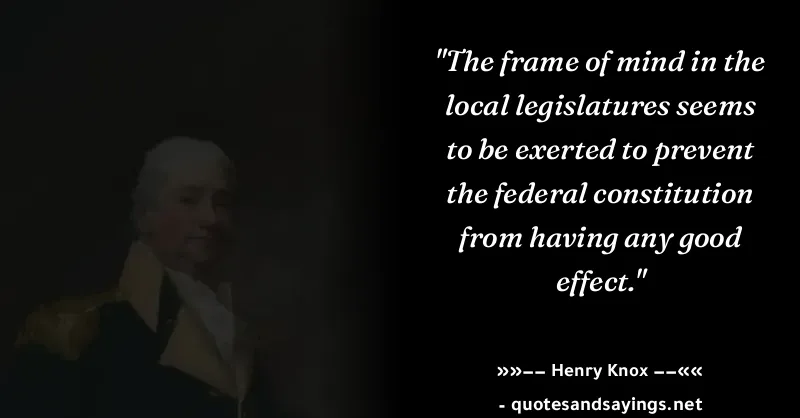 "The frame of mind in the
local legislatures seems
to be exerted to prevent
the federal constitution
from having any good
effect."
»»–– Henry Knox ––««
- quotesandsayings.net